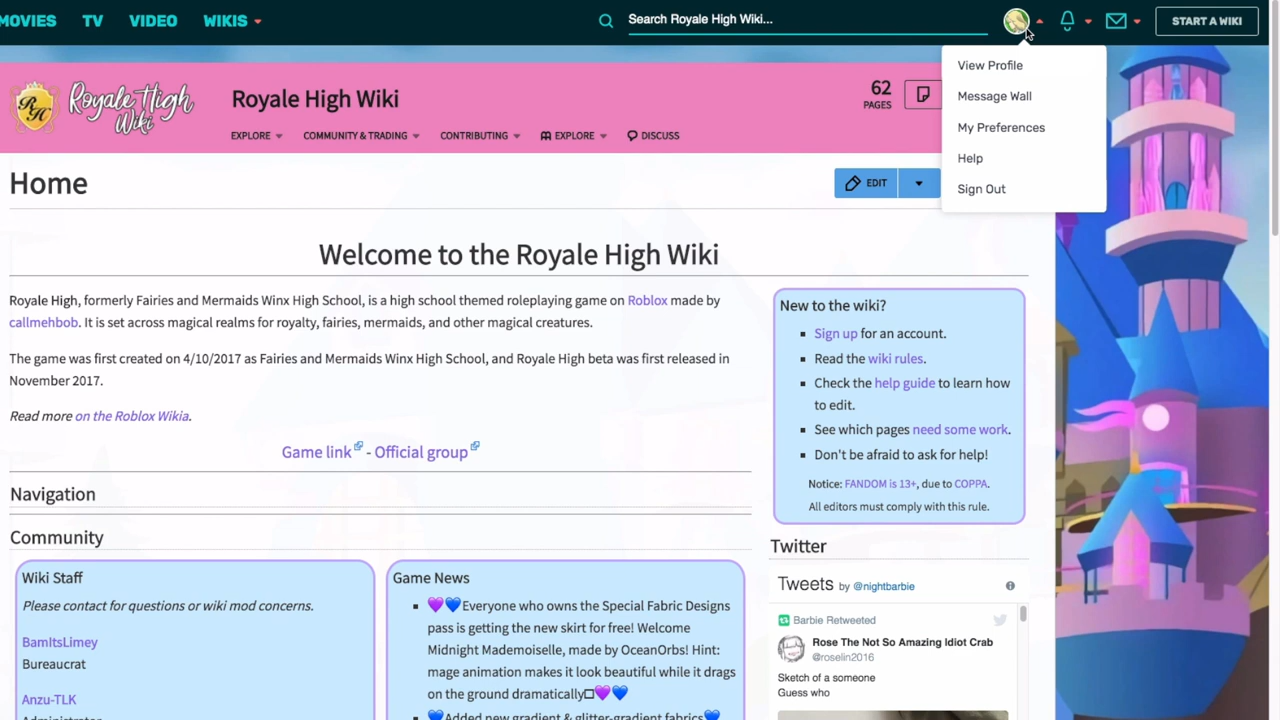 MOVIES TV VIDEO WIKIS
Search Royale High Wiki...
START A WIKI
View Profile
Message Wall
My Preferences
Help
Sign Out
RH
Royale High Wiki
Royale High Wiki
62
PAGES
EXPLORE COMMUNITY & TRADING CONTRIBUTING EXPLORE DISCUSS
Home
EDIT
Welcome to the Royale High Wiki
Royale High, formerly Fairies and Mermaids Winx High School, is a high school themed roleplaying game on Roblox made by
callmehbob. It is set across magical realms for royalty, fairies, mermaids, and other magical creatures.
The game was first created on 4/10/2017 as Fairies and Mermaids Winx High School, and Royale High beta was first released in
November 2017.
Read more on the Roblox Wikia.
Game link - Official group
Navigation
Community
Wiki Staff
Please contact for questions or wiki mod concerns.
BamItsLimey
Bureaucrat
Anzu-TLK
Administrator
Game News
💜💙Everyone who owns the Special Fabric Designs
pass is getting the new skirt for free! Welcome
Midnight Mademoiselle, made by OceanOrbs! Hint:
mage animation makes it look beautiful while it drags
on the ground dramatically□💜💙
💙Added new gradient & glitter-gradient fabrics💙
New to the wiki?
Sign up for an account.
Read the wiki rules.
Check the help guide to learn how
to edit.
See which pages need some work.
Don't be afraid to ask for help!
Notice: FANDOM is 13+, due to COPPA.
All editors must comply with this rule.
Twitter
Tweets by @nightbarbie
Barbie Retweeted
Rose The Not So Amazing Idiot Crab
@roselin2016
Sketch of a someone
Guess who